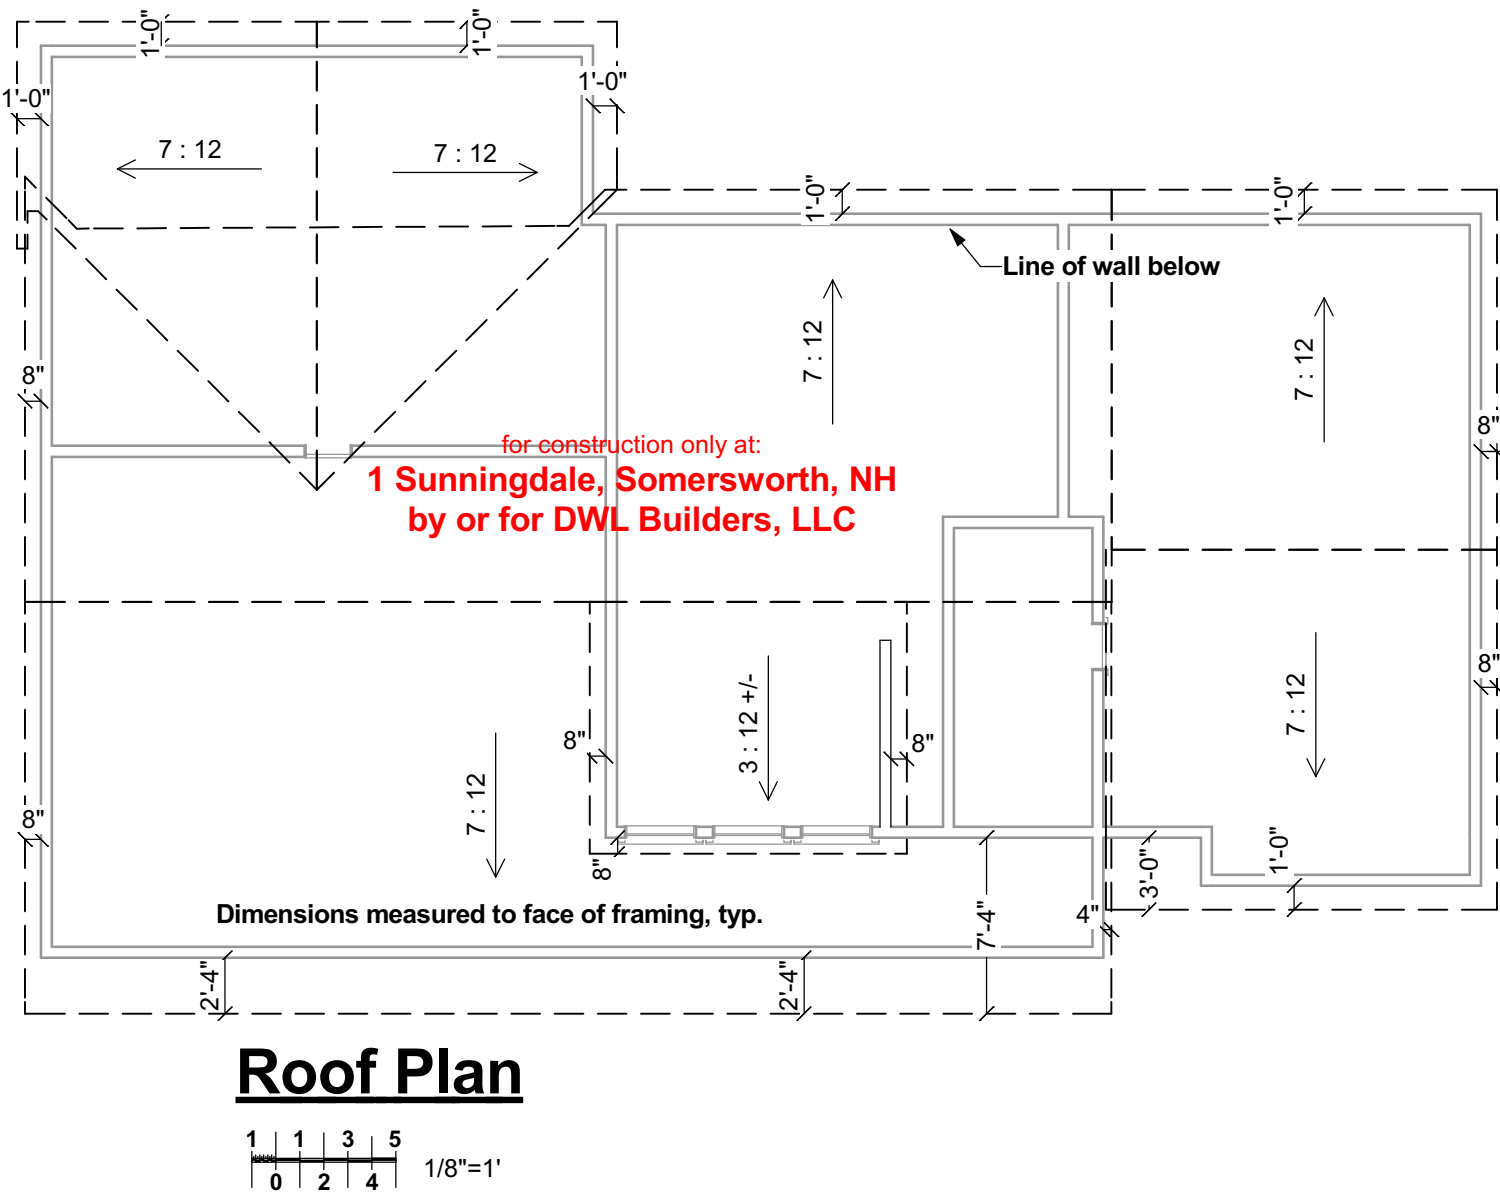 1'-0"
1'-0"
1'-0"
1'-0"
7 : 12
7 : 12
1'-0"
1'-0"
Line of wall below
7 : 12
7 : 12
8"
8"
for construction only at:
1 Sunningdale, Somersworth, NH
by or for DWL Builders, LLC
8"
3 : 12 +/-
7 : 12
8"
8"
7 : 12
8"
8"
1'-0"
3'-0"
Dimensions measured to face of framing, typ.
7'-4"
4"
2'-4"
2'-4"
Roof Plan
1 1 3 5
0 2 4
1/8"=1'